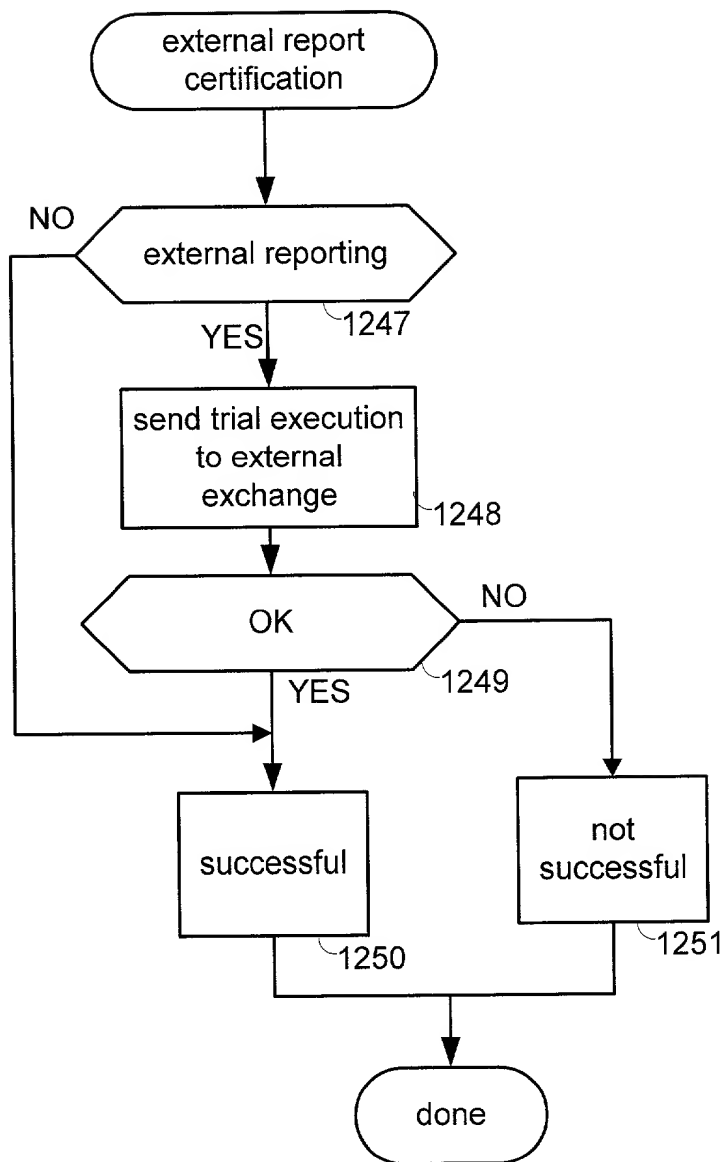 external report
certification
NO
external reporting
1247
YES
send trial execution
to external
exchange
1248
NO
OK
1249
YES
not
successful
successful
1251
1250
done